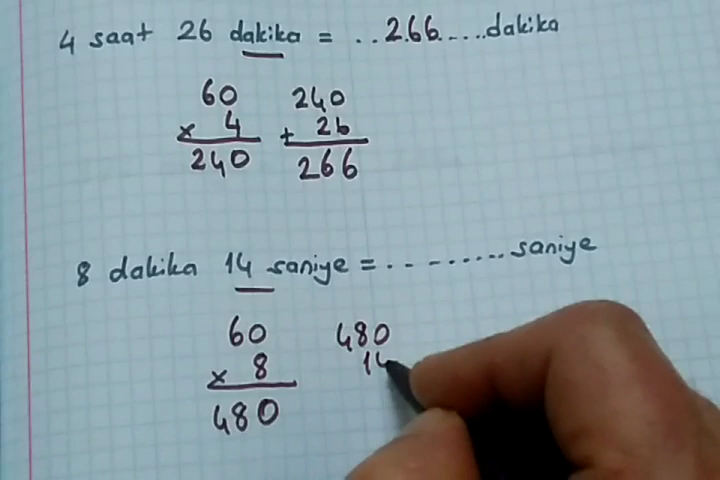 4 saat 26 dakika = ..266.....dakika
60 240
x 4 + 26
240 266
8 dakika 14 saniye = ......... saniye
60 480
x 8 14
480